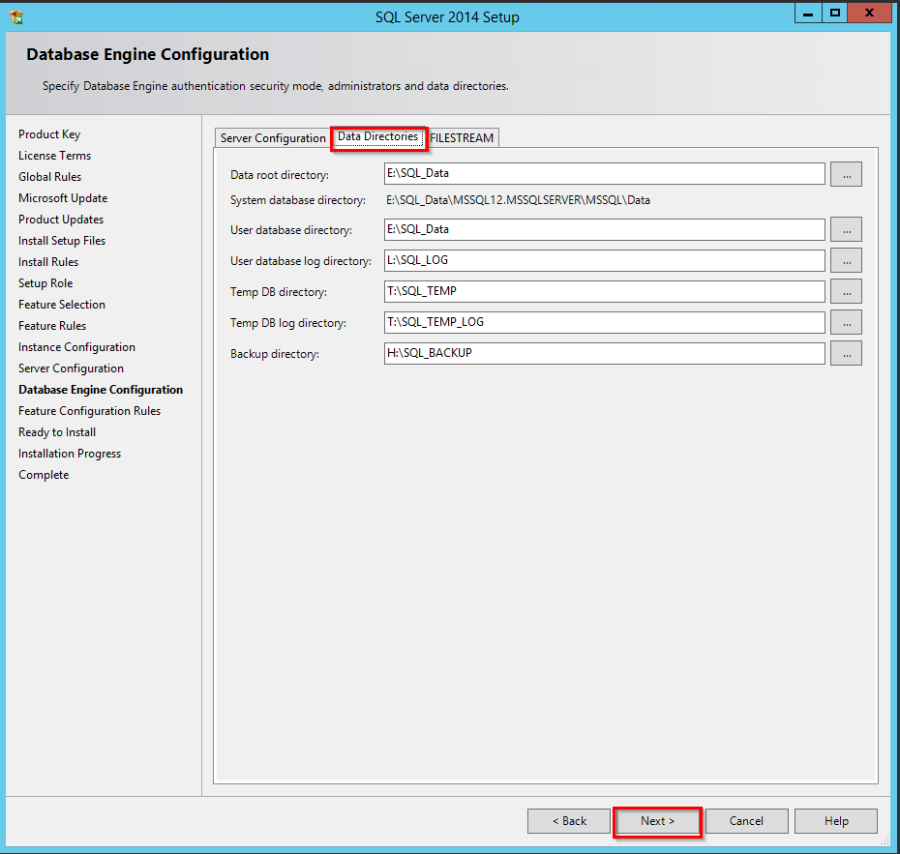 SQL Server 2014 Setup
Database Engine Configuration
Specify Database Engine authentication security mode, administrators and data directories.
Product Key
License Terms
Global Rules
Microsoft Update
Product Updates
Install Setup Files
Install Rules
Setup Role
Feature Selection
Feature Rules
Instance Configuration
Server Configuration
Database Engine Configuration
Feature Configuration Rules
Ready to Install
Installation Progress
Complete
Server Configuration Data Directories FILESTREAM
Data root directory: E:\SQL_Data ...
System database directory: E:\SQL_Data\MSSQL12.MSSQLSERVER\MSSQL\Data
User database directory: E:\SQL_Data ...
User database log directory: L:\SQL_LOG ...
Temp DB directory: T:\SQL_TEMP ...
Temp DB log directory: T:\SQL_TEMP_LOG ...
Backup directory: H:\SQL_BACKUP ...
< Back Next > Cancel Help